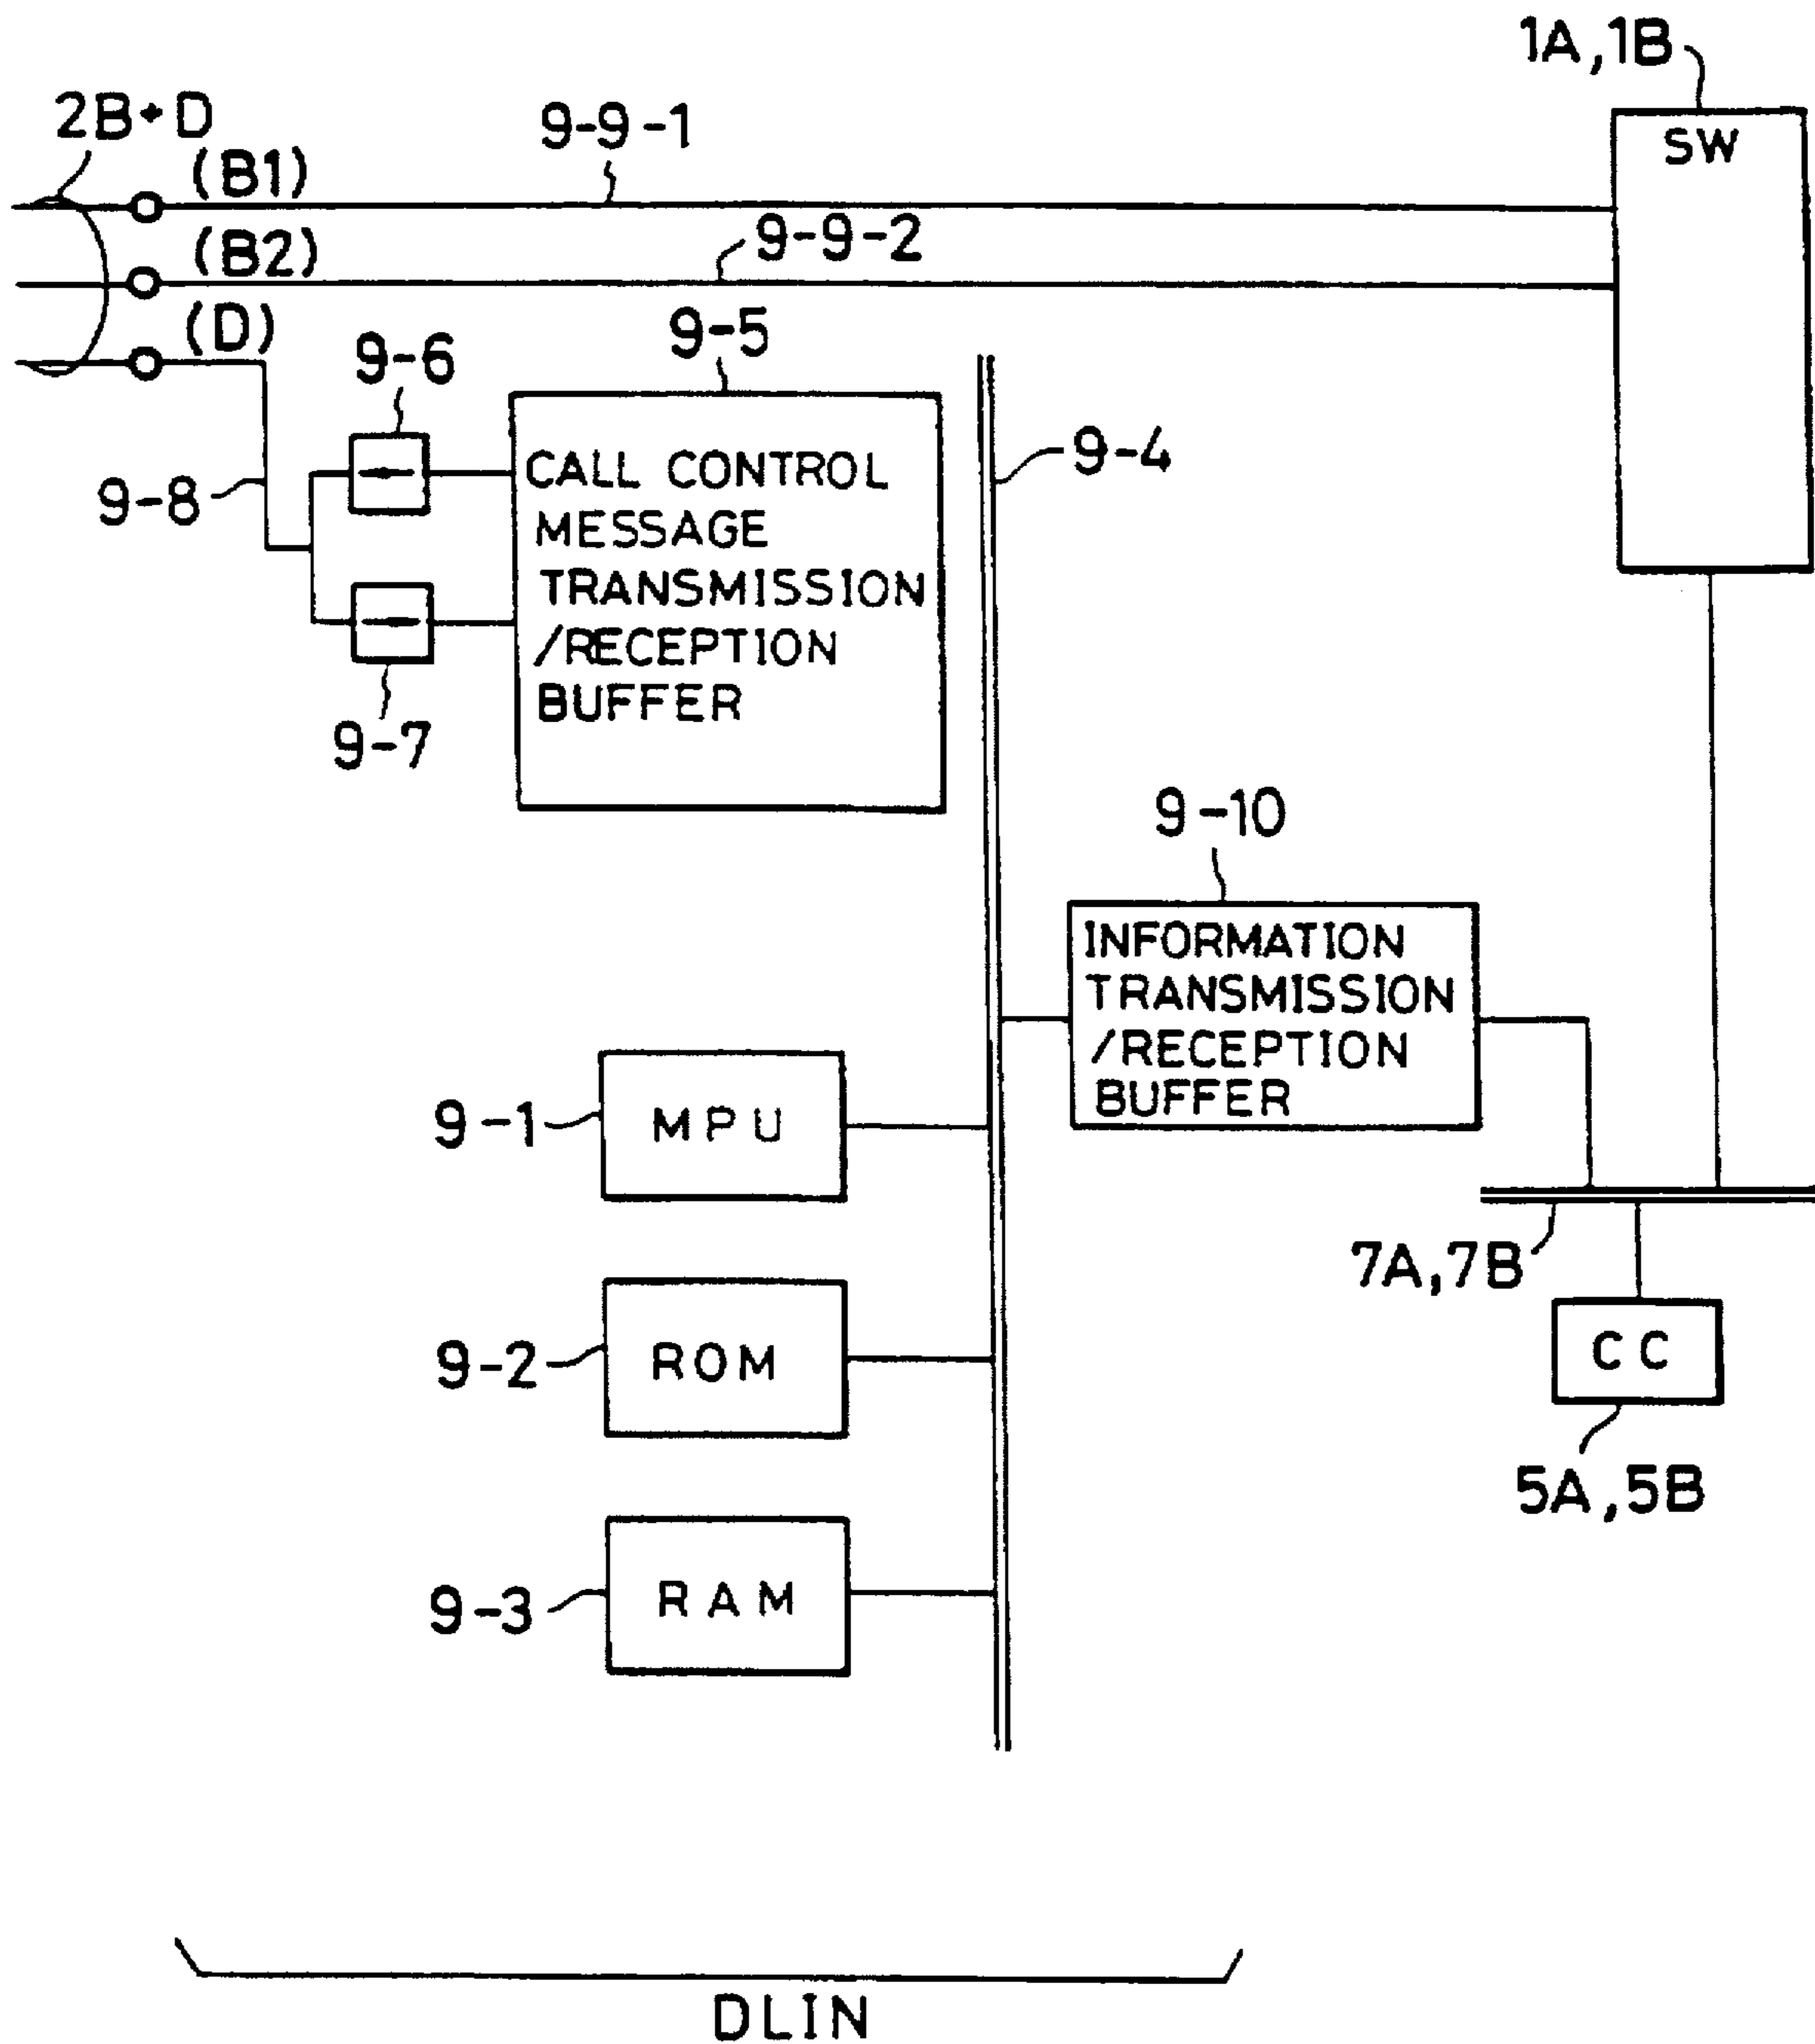 1A,1B
SW
2B+D
(B1)
9-9-1
(B2)
9-9-2
(D)
9-5
9-6
9-4
9-8
CALL CONTROL
MESSAGE
TRANSMISSION
/RECEPTION
BUFFER
9-7
9-10
INFORMATION
TRANSMISSION
/RECEPTION
BUFFER
9-1
MPU
7A,7B
9-2
ROM
CC
5A,5B
9-3
RAM
DLIN